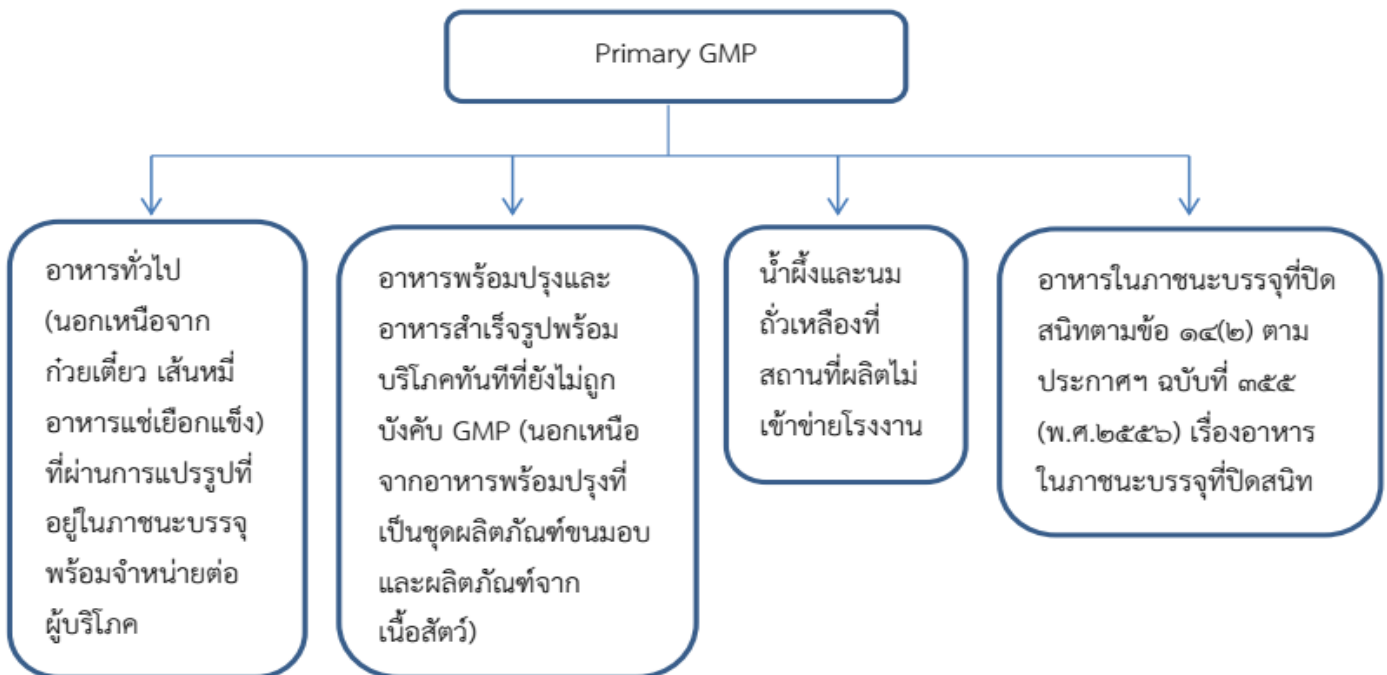 Primary GMP
อาหารทั่วไป
(นอกเหนือจาก
ก๋วยเตี๋ยว เส้นหมี่
อาหารแช่เยือกแข็ง)
ที่ผ่านการแปรรูปที่
อยู่ในภาชนะบรรจุ
พร้อมจำหน่ายต่อ
ผู้บริโภค
อาหารพร้อมปรุงและ
อาหารสำเร็จรูปพร้อม
บริโภคทันทีที่ยังไม่ถูก
บังคับ GMP (นอกเหนือ
จากอาหารพร้อมปรุงที่
เป็นชุดผลิตภัณฑ์ขนมอบ
และผลิตภัณฑ์จาก
เนื้อสัตว์)
น้ำผึ้งและนม
ถั่วเหลืองที่
สถานที่ผลิตไม่
เข้าข่ายโรงงาน
อาหารในภาชนะบรรจุที่ปิด
สนิทตามข้อ ๑๔(๒) ตาม
ประกาศฯ ฉบับที่ ๓๕๕
(พ.ศ.๒๕๕๖) เรื่องอาหาร
ในภาชนะบรรจุที่ปิดสนิท